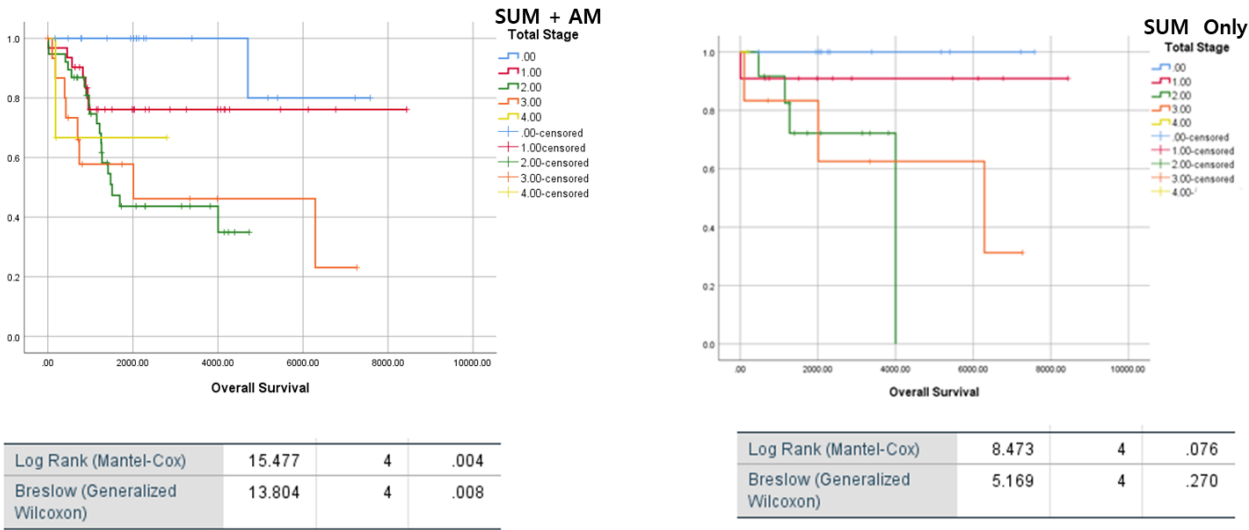 SUM + AM
Total Stage
.00
1.00
2.00
3.00
4.00
.00-censored
1.00censored
2.00-censored
3.00-censored
4.00-censored
1.0
0.8
0.6
0.4
0.2
0.0
.00 2000.00 4000.00 6000.00 8000.00 10000.00
Overall Survival
Log Rank (Mantel-Cox) 15.477 4 .004
Breslow (Generalized 13.804 4 .008
Wilcoxon)
SUM Only
Total Stage
.00
1.00
2.00
3.00
4.00
.00-censored
1.00-censored
2.00-censored
3.00-censored
4.00-
1.0
0.8
0.6
0.4
0.2
0.0
.00 2000.00 4000.00 6000.00 8000.00 10000.00
Overall Survival
Log Rank (Mantel-Cox) 8.473 4 .076
Breslow (Generalized 5.169 4 .270
Wilcoxon)